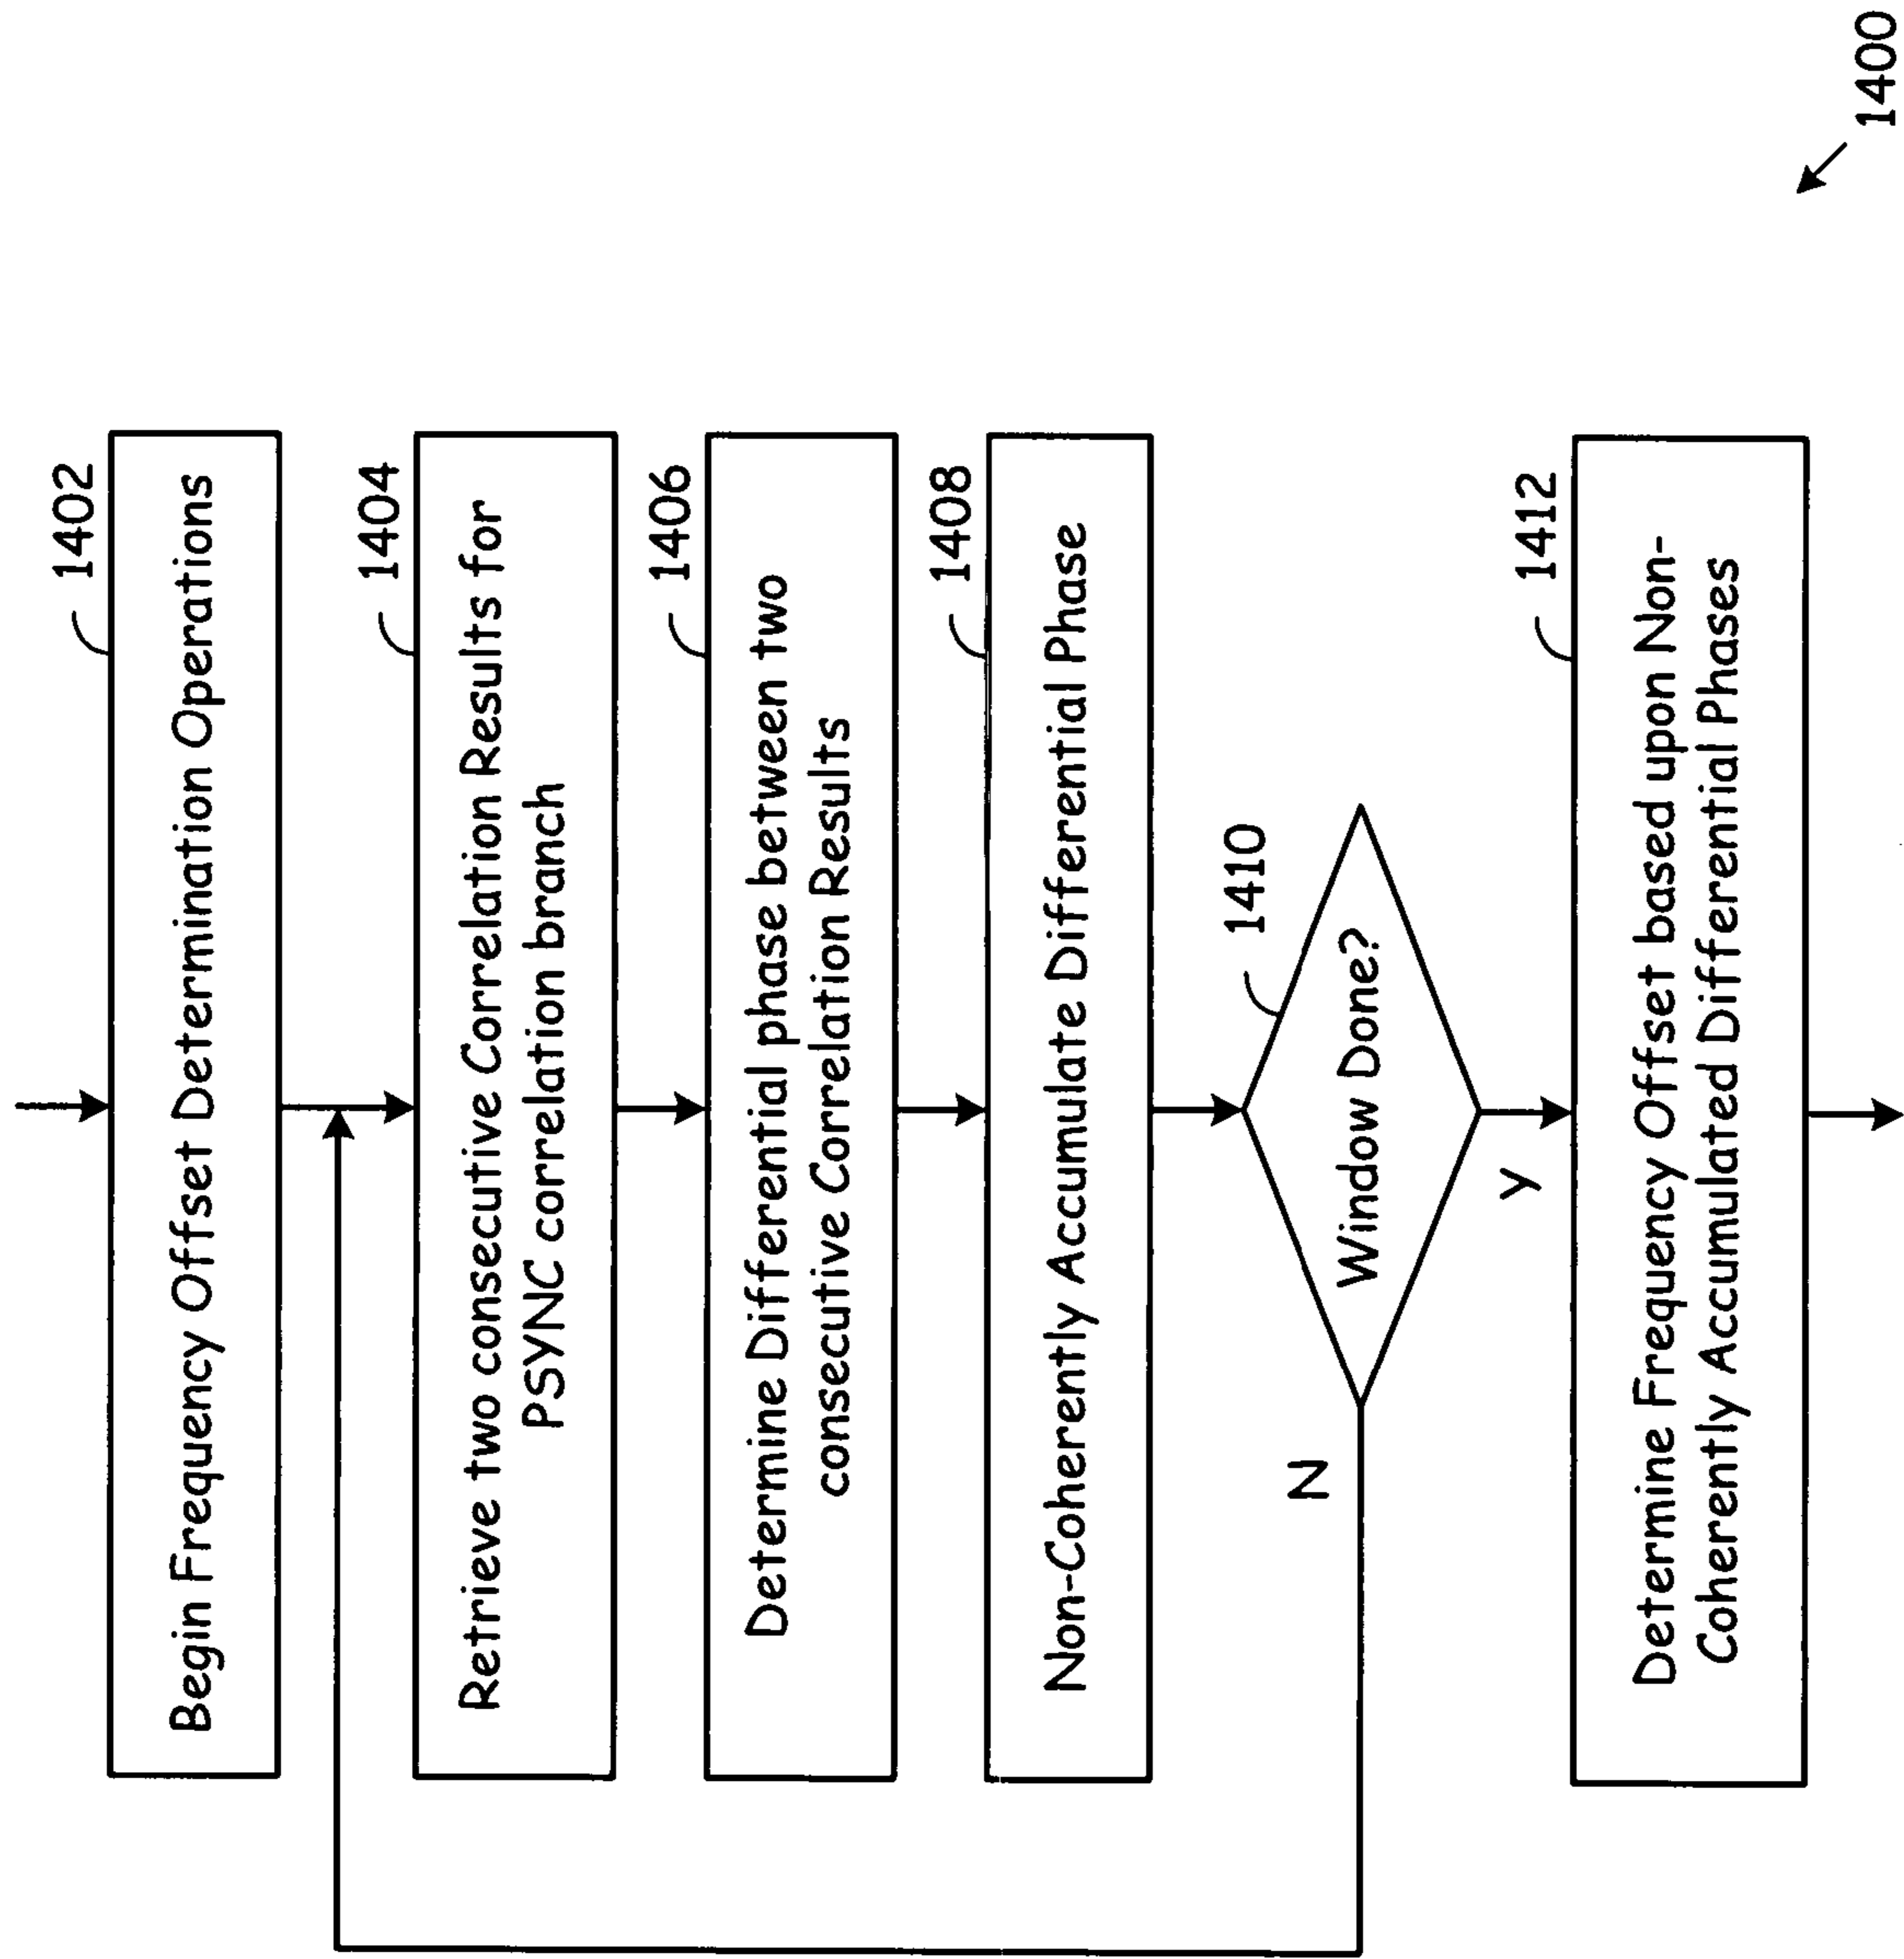 1402
Begin Frequency Offset Determination Operations
1404
Retrieve two consecutive Correlation Results for
PSYNC correlation branch
1406
Determine Differential phase between two
consecutive Correlation Results
1408
Non-Coherently Accumulate Differential Phase
1410
Window Done?
N
Y
1412
Determine Frequency Offset based upon Non-
Coherently Accumulated Differential Phases
1400